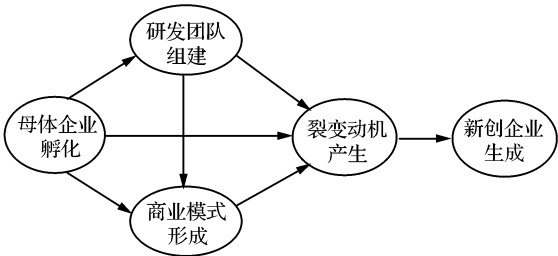 研发团队
组建
母体企业
孵化
裂变动机
产生
新创企业
生成
商业模式
形成